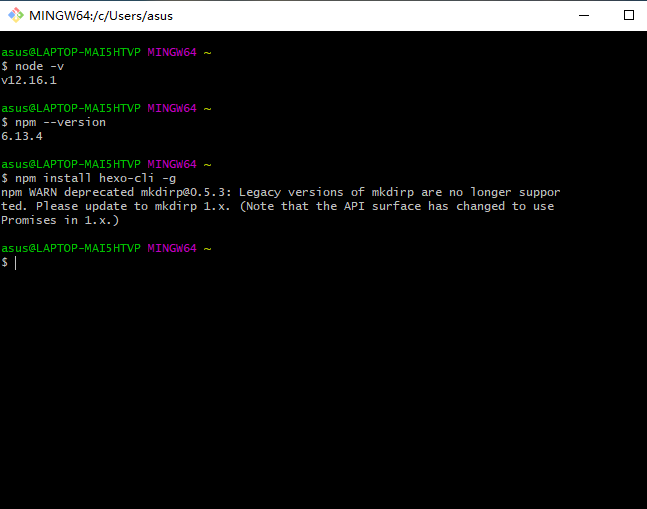 MINGW64:/c/Users/asus
asus@LAPTOP-MAI5HTVP MINGW64 ~
$ node -v
v12.16.1
asus@LAPTOP-MAI5HTVP MINGW64 ~
$ npm --version
6.13.4
asus@LAPTOP-MAI5HTVP MINGW64 ~
$ npm install hexo-cli -g
npm WARN deprecated mkdirp@0.5.3: Legacy versions of mkdirp are no longer suppor
ted. Please update to mkdirp 1.x. (Note that the API surface has changed to use
Promises in 1.x.)
asus@LAPTOP-MAI5HTVP MINGW64 ~
$